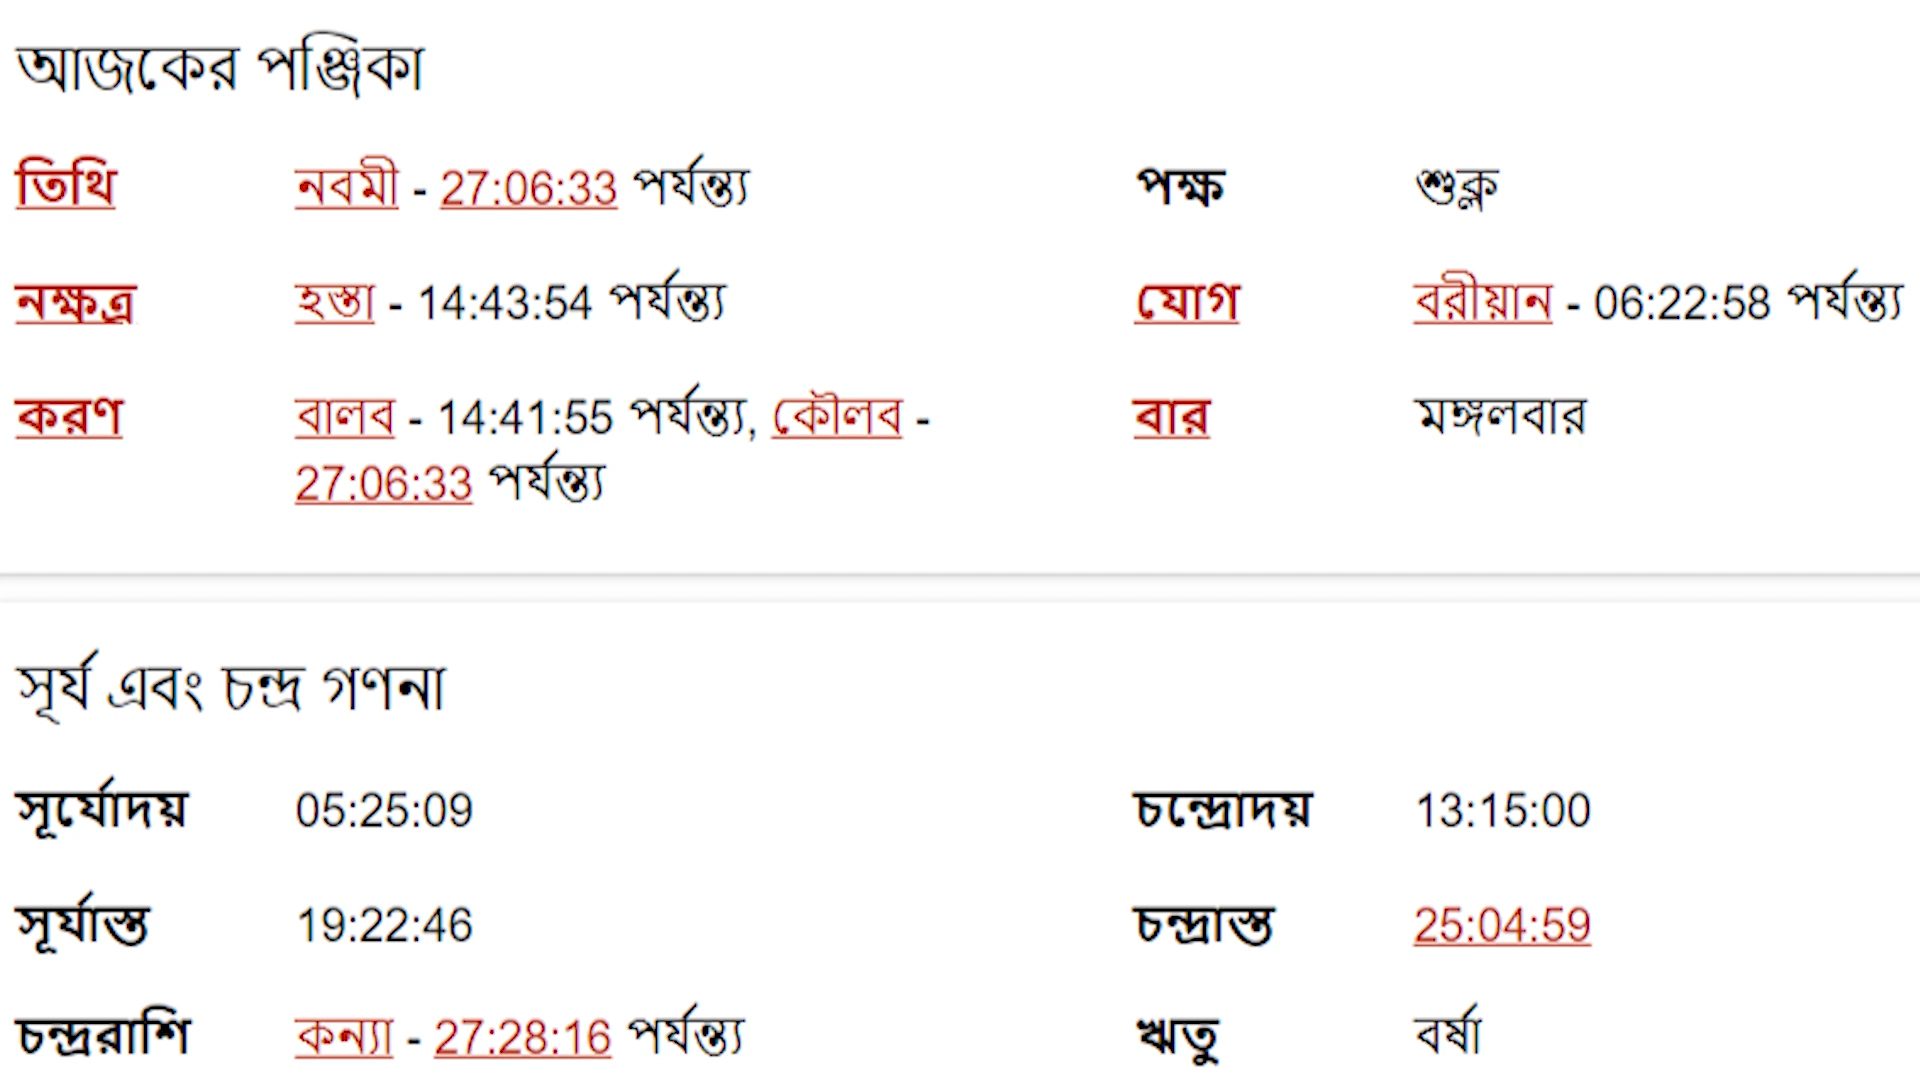 আজকের পঞ্জিকা
তিথি নবমী - 27:06:33 পর্যন্ত্য পক্ষ শুক্ল
নক্ষত্র হস্তা - 14:43:54 পর্যন্ত্য যোগ বরীয়ান - 06:22:58 পর্যন্ত্য
করণ বালব - 14:41:55 পর্যন্ত্য, কৌলব - বার মঙ্গলবার
27:06:33 পর্যন্ত্য
সূর্য এবং চন্দ্র গণনা
সূর্যোদয় 05:25:09 চন্দ্রোদয় 13:15:00
সূর্যাস্ত 19:22:46 চন্দ্রাস্ত 25:04:59
চন্দ্ররাশি কন্যা - 27:28:16 পর্যন্ত্য ঋতু বর্ষা